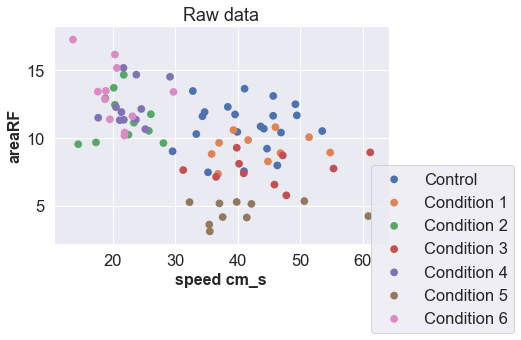 Raw data
areaRF
15
10
5
20
30
40
50
60
speed cm_s
Control
Condition 1
Condition 2
Condition 3
Condition 4
Condition 5
Condition 6